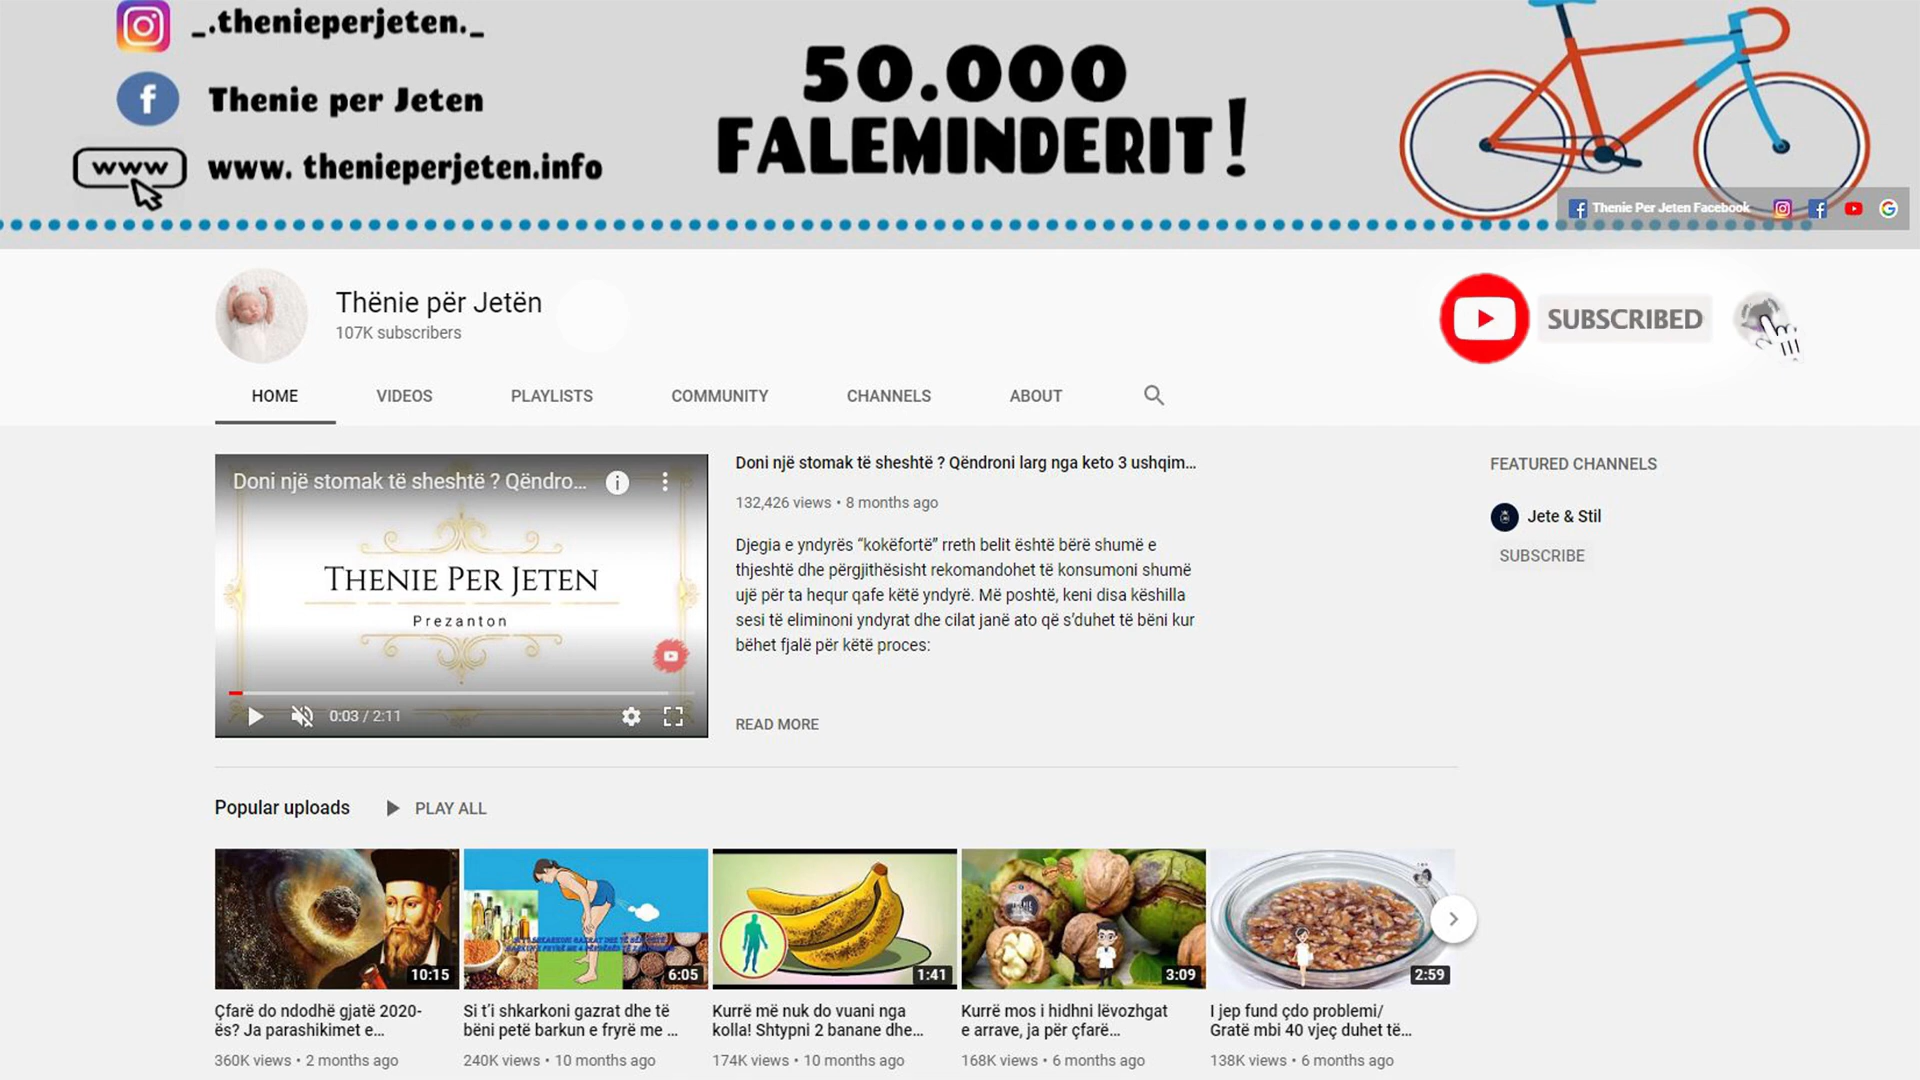 _.thenieperjeten._
Thenie per Jeten
www
www. thenieperjeten.info
50.000
FALEMINDERIT!
Thenie Per Jeten Facebook
Thënie për Jetën
107K subscribers
SUBSCRIBED
HOME
VIDEOS
PLAYLISTS
COMMUNITY
CHANNELS
ABOUT
Doni një stomak të sheshtë ? Qëndro...
THENIE PER JETEN
Prezanton
0:03 / 2:11
Doni një stomak të sheshtë ? Qëndroni larg nga keto 3 ushqim...
132,426 views • 8 months ago
Djegia e yndyrës “kokëfortë” rreth belit është bërë shumë e
thjeshtë dhe përgjithësisht rekomandohet të konsumoni shumë
ujë për ta hequr qafe këtë yndyrë. Më poshtë, keni disa këshilla
sesi të eliminoni yndyrat dhe cilat janë ato që s’duhet të bëni kur
bëhet fjalë për këtë proces:
READ MORE
FEATURED CHANNELS
Jete & Stil
SUBSCRIBE
Popular uploads
PLAY ALL
10:15
Çfarë do ndodhë gjatë 2020-
ës? Ja parashikimet e...
360K views • 2 months ago
6:05
Si t’i shkarkoni gazrat dhe të
bëni petë barkun e fryrë me ...
240K views • 10 months ago
1:41
Kurrë më nuk do vuani nga
kolla! Shtypni 2 banane dhe...
174K views • 10 months ago
3:09
Kurrë mos i hidhni lëvozhgat
e arrave, ja për çfarë...
168K views • 6 months ago
2:59
I jep fund çdo problemi/
Gratë mbi 40 vjeç duhet të...
138K views • 6 months ago